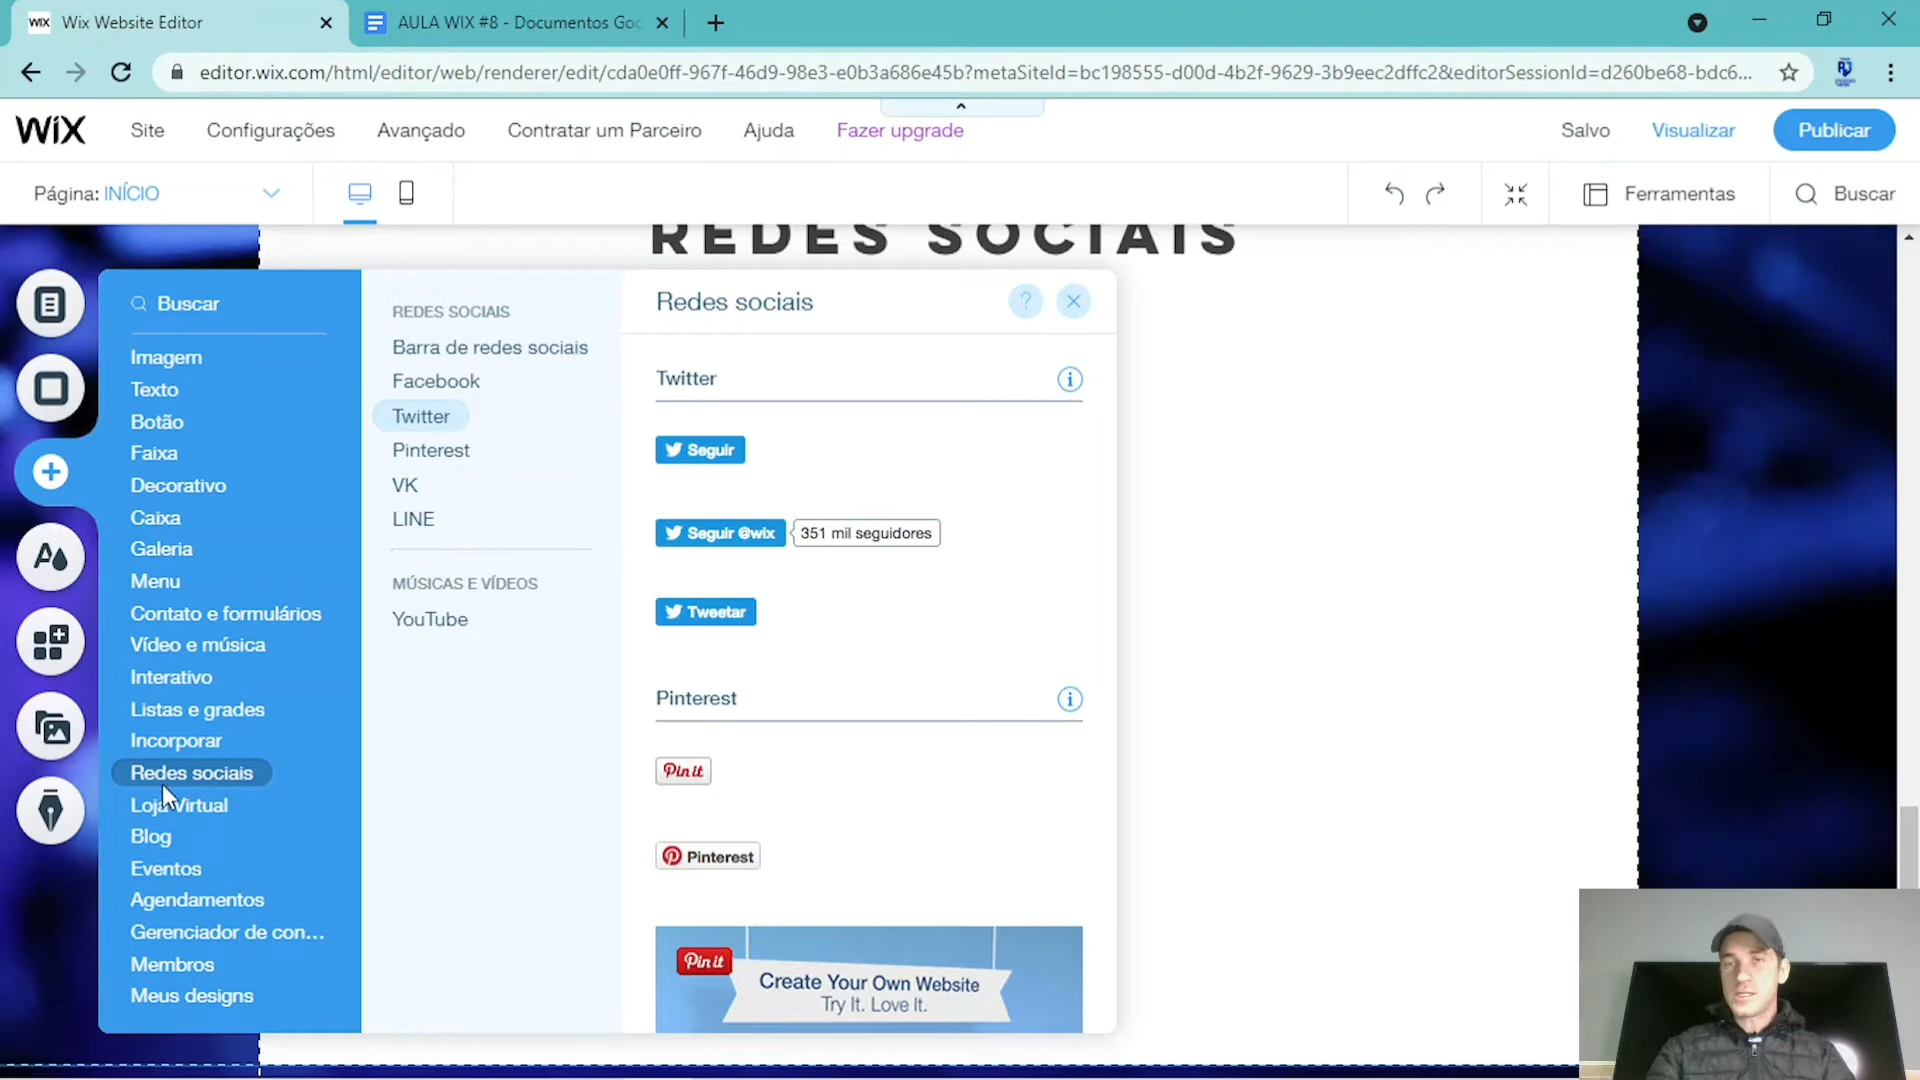 WiX Wix Website Editor
AULA WIX #8 - Documentos Goo
editor.wix.com/html/editor/web/renderer/edit/cda0e0ff-967f-46d9-98e3-e0b3a686e45b?metaSiteId=bc198555-d00d-4b2f-9629-3b9eec2dffc2&editorSessionId=d260be68-bdc6...
WiX Site Configurações Avançado Contratar um Parceiro Ajuda Fazer upgrade Salvo Visualizar Publicar
Página: INÍCIO Ferramentas Buscar
REDES SOCIAIS
Buscar
Imagem
Texto
Botão
Faixa
Decorativo
Caixa
Galeria
Menu
Contato e formulários
Vídeo e música
Interativo
Listas e grades
Incorporar
Redes sociais
Loja Virtual
Blog
Eventos
Agendamentos
Gerenciador de con...
Membros
Meus designs
REDES SOCIAIS
Barra de redes sociais
Facebook
Twitter
Pinterest
VK
LINE
MÚSICAS E VÍDEOS
YouTube
Redes sociais ?
Twitter
Seguir
Seguir @wix 351 mil seguidores
Tweetar
Pinterest
Pin it
Pinterest
Pin it
Create Your Own Website
Try It. Love It.